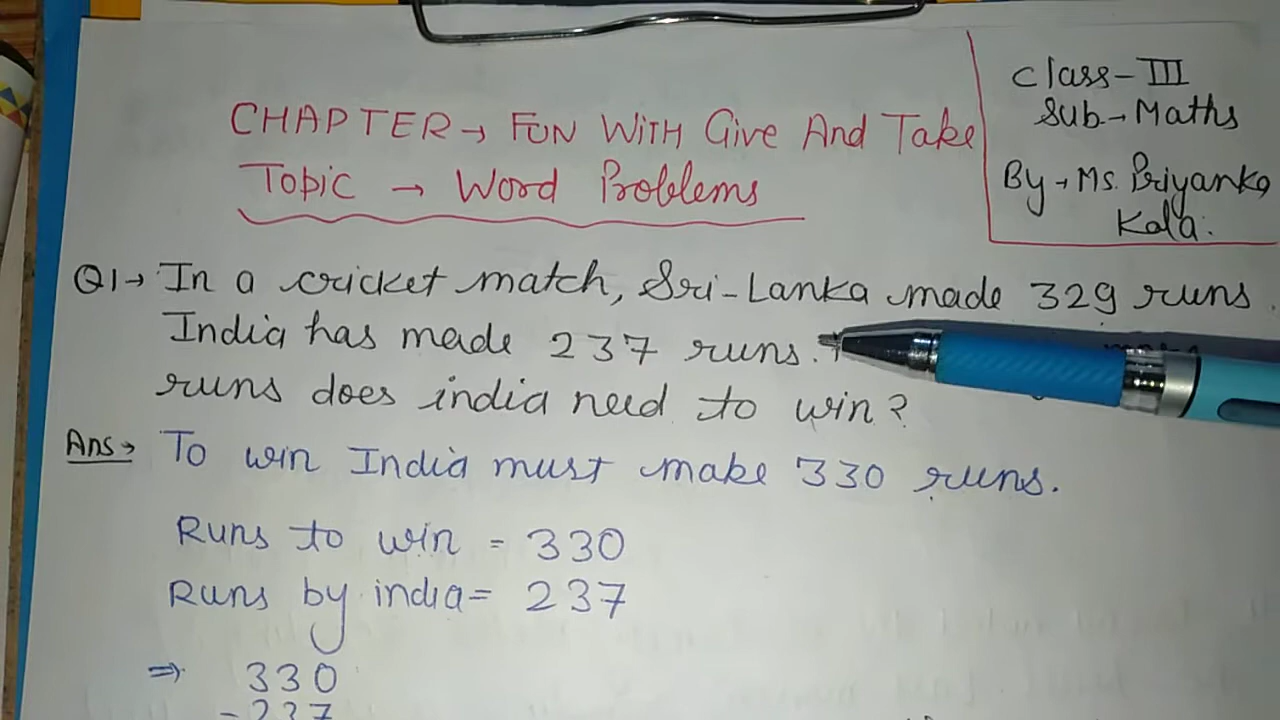 CHAPTER → FUN WITH Give And Take
Topic → Word Problems
Class - III
Sub → Maths
By → Ms. Priyanka
Kala.
Q1 → In a cricket match, Sri-Lanka made 329 runs.
India has made 237 runs.
runs does india need to win?
Ans → To win India must make 330 runs.
Runs to win = 330
Runs by india = 237
⇒ 330
- 237